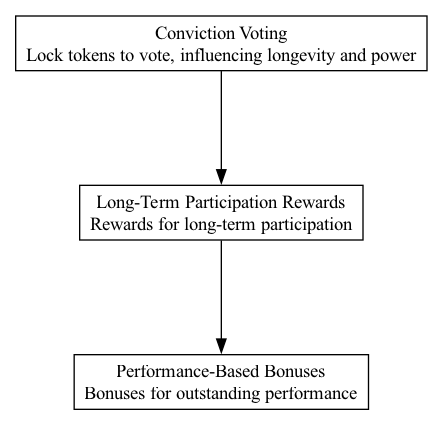 Conviction Voting
Lock tokens to vote, influencing longevity and power
Long-Term Participation Rewards
Rewards for long-term participation
Performance-Based Bonuses
Bonuses for outstanding performance